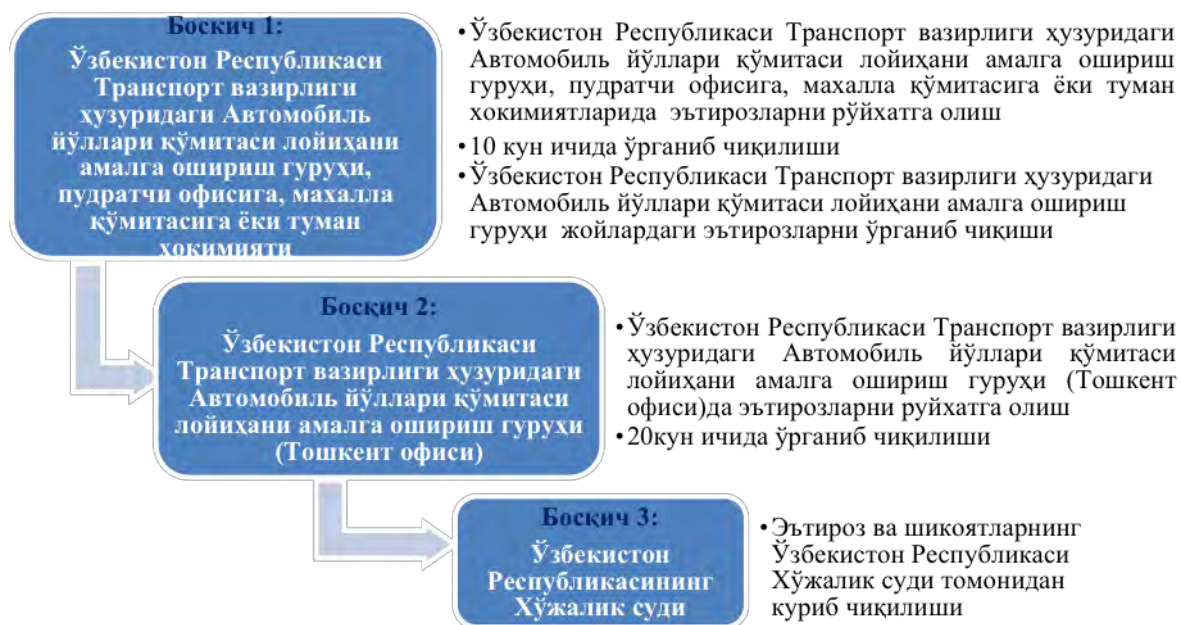 Боскич 1:
Ўзбекистон Республикаси
Транспорт вазирлиги
ҳузуридаги Автомобиль
йўллари қўмитаси лойиҳани
амалга ошириш гуруҳи,
пудратчи офисига, махалла
қўмитасига ёки туман
хокимияти
•Ўзбекистон Республикаси Транспорт вазирлиги ҳузуридаги
Автомобиль йўллари қўмитаси лойиҳани амалга ошириш
гуруҳи, пудратчи офисига, махалла қўмитасига ёки туман
хокимиятларида эътирозларни рўйхатга олиш
•10 кун ичида ўрганиб чиқилиши
•Ўзбекистон Республикаси Транспорт вазирлиги ҳузуридаги
Автомобиль йўллари қўмитаси лойиҳани амалга ошириш
гуруҳи жойлардаги эътирозларни ўрганиб чиқиши
Босқич 2:
Ўзбекистон Республикаси
Транспорт вазирлиги ҳузуридаги
Автомобиль йўллари қўмитаси
лойиҳани амалга ошириш гуруҳи
(Тошкент офиси)
•Ўзбекистон Республикаси Транспорт вазирлиги
ҳузуридаги Автомобиль йўллари қўмитаси
лойиҳани амалга ошириш гуруҳи (Тошкент
офиси)да эътирозларни руйхатга олиш
•20кун ичида ўрганиб чиқилиши
Босқич 3:
Ўзбекистон
Республикасининг
Хўжалик суди
•Эътироз ва шикоятларнинг
Ўзбекистон Республикаси
Хўжалик суди томонидан
куриб чиқилиши